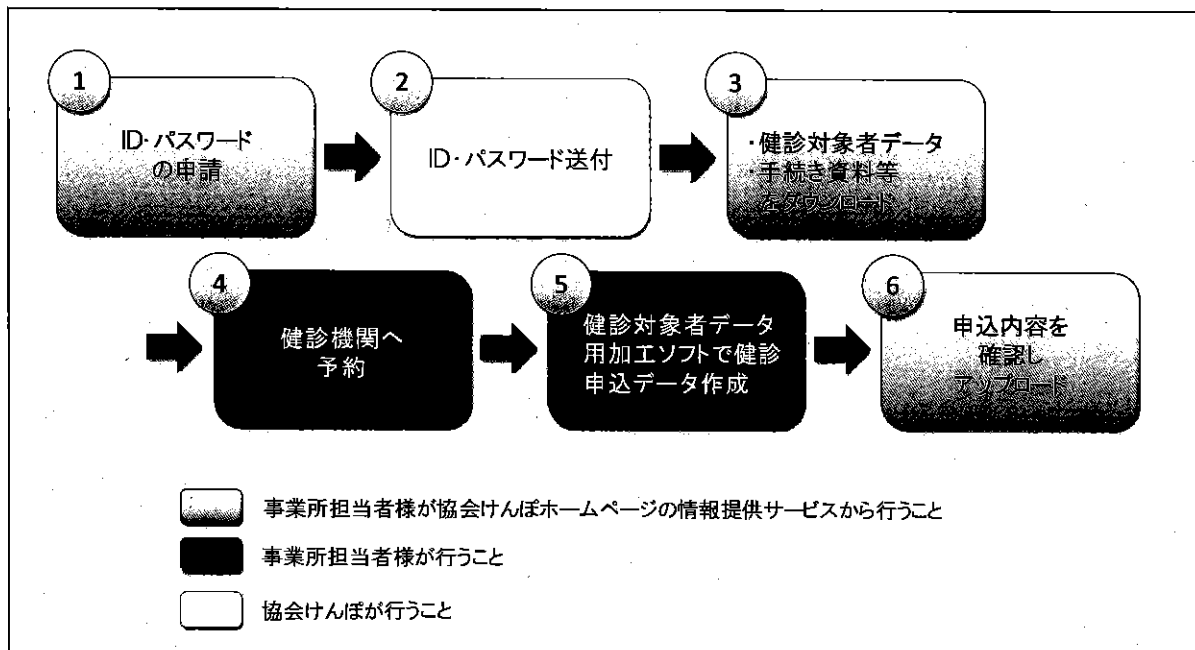 1
ID・パスワード
の申請
2
ID・パスワード送付
3
・健診対象者データ
・手続き資料等
をダウンロード
4
健診機関へ
予約
5
健診対象者データ
用加工ソフトで健診
申込データ作成
6
申込内容を
確認し
アップロード
事業所担当者様が協会けんぽホームページの情報提供サービスから行うこと
事業所担当者様が行うこと
協会けんぽが行うこと